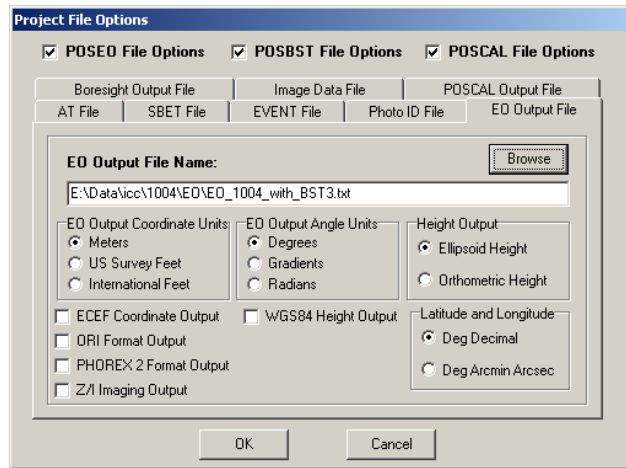 Project File Options
POSEO File Options POSBST File Options POSCAL File Options
Boresight Output File Image Data File POSCAL Output File
AT File SBET File EVENT File Photo ID File EO Output File
EO Output File Name: Browse
E:\Data\icc\1004\EO\EO_1004_with_BST3.txt
EO Output Coordinate Units EO Output Angle Units Height Output
Meters Degrees Ellipsoid Height
US Survey Feet Gradients
International Feet Radians Orthometric Height
ECEF Coordinate Output WGS84 Height Output Latitude and Longitude
ORI Format Output Deg Decimal
PHOREX 2 Format Output Deg Arcmin Arcsec
Z/I Imaging Output
OK Cancel